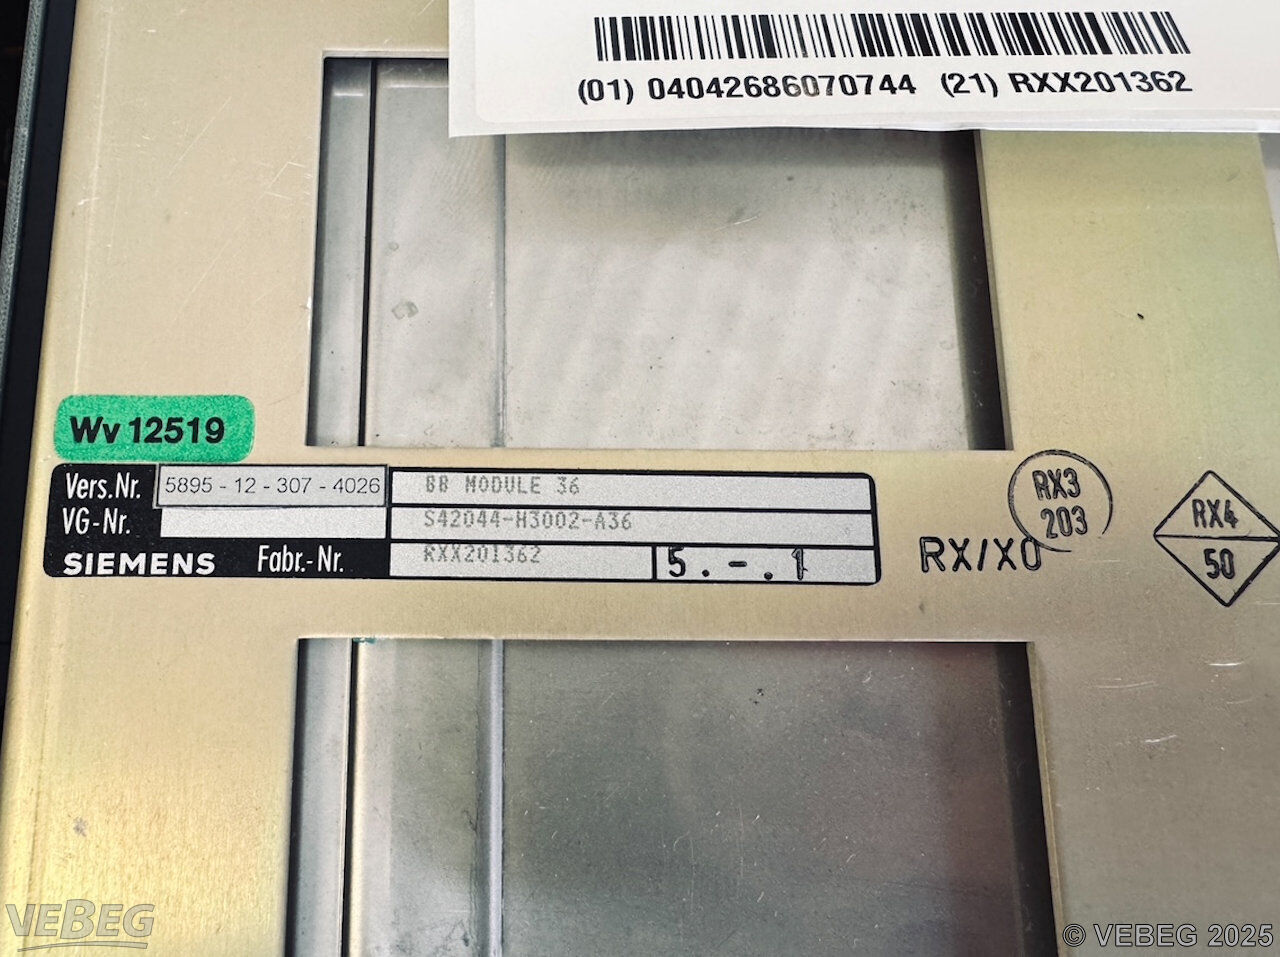 (01) 04042686070744 (21) RXX201362
Wv 12519
Vers.Nr. 5895 - 12 - 307 - 4026 BB MODULE 36
VG-Nr. S42044-H3002-A36
SIEMENS Fabr.-Nr. RXX201362 5.-.1
RX/X0
RX3
203
RX4
50
VEBEG
© VEBEG 2025